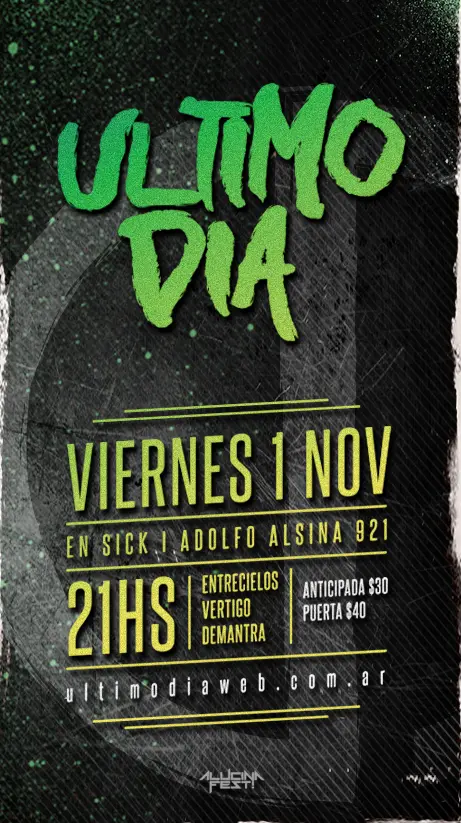 ULTIMO
DIA
VIERNES 1 NOV
EN SICK | ADOLFO ALSINA 921
21HS
ENTRECIELOS
VERTIGO
DEMANTRA
ANTICIPADA $30
PUERTA $40
ultimodiaweb.com.ar
ALUCINA
FEST!